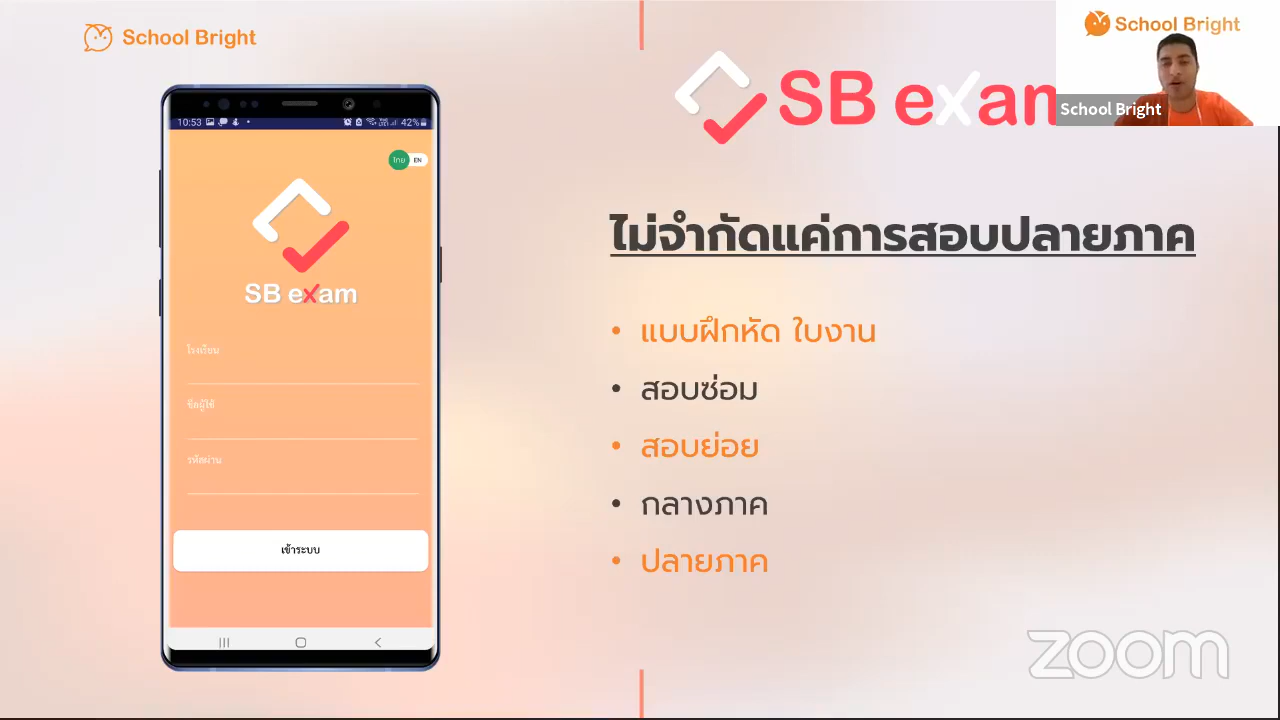 School Bright
10:53
42%
ไทย EN
SB exam
โรงเรียน
ชื่อผู้ใช้
รหัสผ่าน
เข้าระบบ
SB exam
School Bright
School Bright
ไม่จำกัดแค่การสอบปลายภาค
• แบบฝึกหัด ใบงาน
• สอบซ่อม
• สอบย่อย
• กลางภาค
• ปลายภาค
zoom